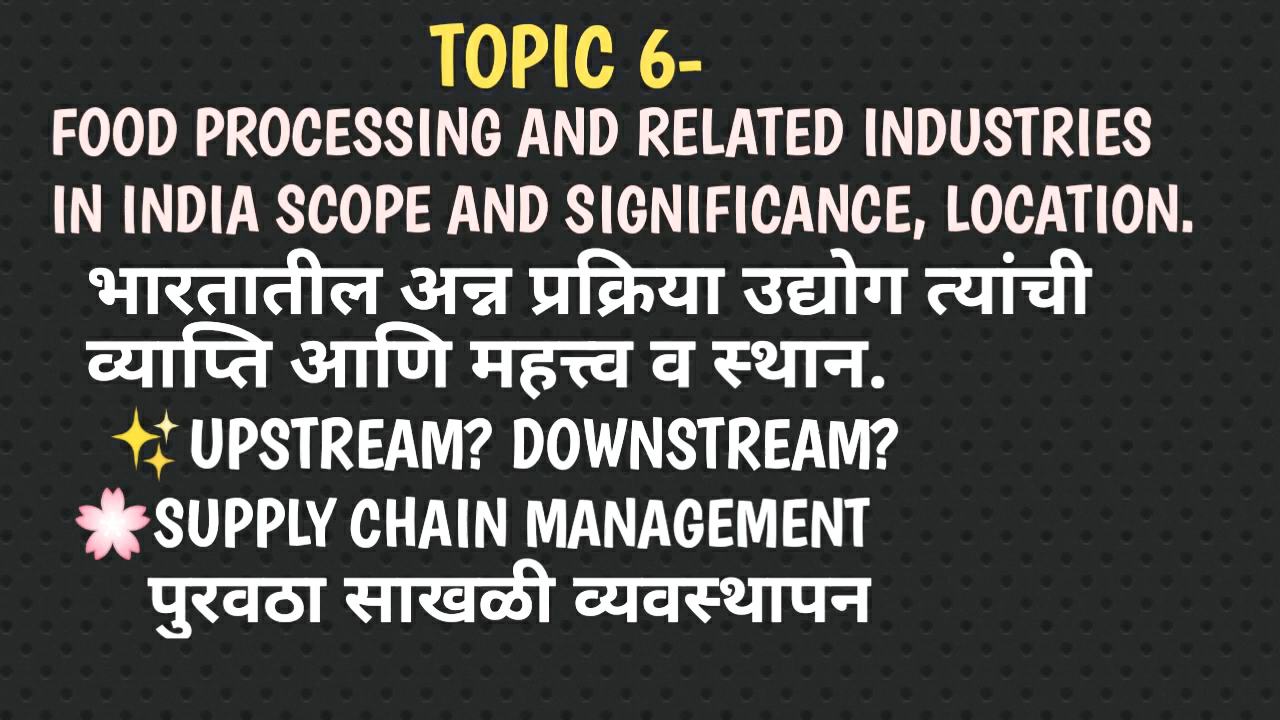 TOPIC 6-
FOOD PROCESSING AND RELATED INDUSTRIES
IN INDIA SCOPE AND SIGNIFICANCE, LOCATION.
भारतातील अन्न प्रक्रिया उद्योग त्यांची
व्याप्ति आणि महत्त्व व स्थान.
✨UPSTREAM? DOWNSTREAM?
🌸SUPPLY CHAIN MANAGEMENT
पुरवठा साखळी व्यवस्थापन